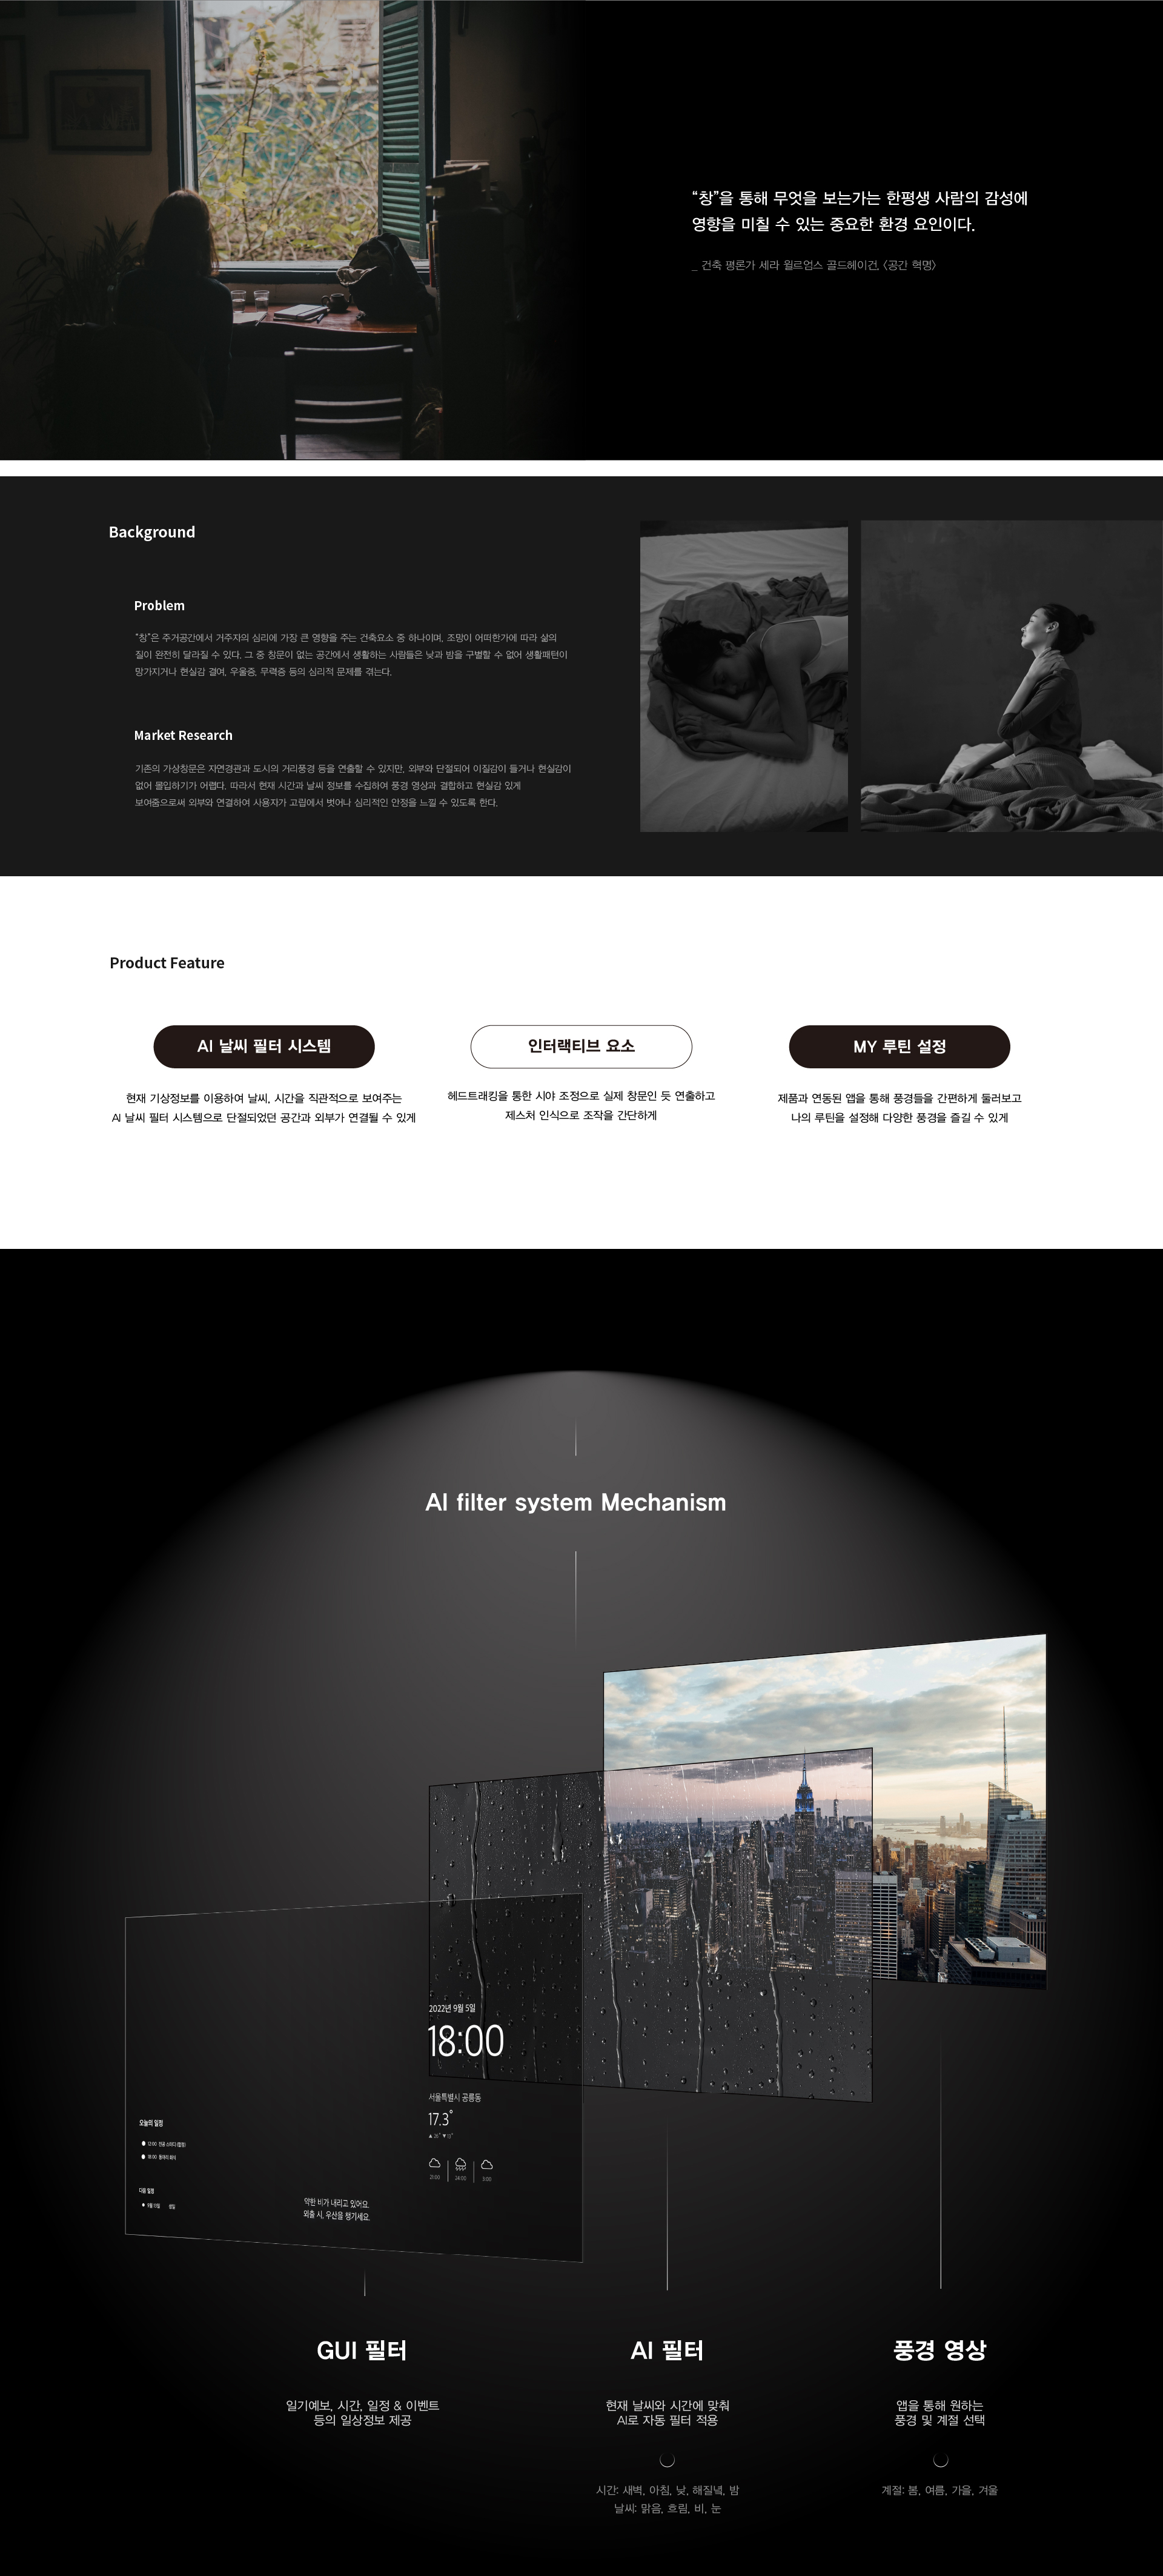 “창”을 통해 무엇을 보는가는 한평생 사람의 감성에
영향을 미칠 수 있는 중요한 환경 요인이다.
_ 건축 평론가 세라 윌르엄스 골드헤이건, 〈공간 혁명〉
Background
Problem
“창”은 주거공간에서 거주자의 심리에 가장 큰 영향을 주는 건축요소 중 하나이며, 조망이 어떠한가에 따라 삶의
질이 완전히 달라질 수 있다. 그 중 창문이 없는 공간에서 생활하는 사람들은 낮과 밤을 구별할 수 없어 생활패턴이
망가지거나 현실감 결여, 우울증, 무력증 등의 심리적 문제를 겪는다.
Market Research
기존의 가상창문은 자연경관과 도시의 거리풍경 등을 연출할 수 있지만, 외부와 단절되어 이질감이 들거나 현실감이
없어 몰입하기가 어렵다. 따라서 현재 시간과 날씨 정보를 수집하여 풍경 영상과 결합하고 현실감 있게
보여줌으로써 외부와 연결하여 사용자가 고립에서 벗어나 심리적인 안정을 느낄 수 있도록 한다.
Product Feature
AI 날씨 필터 시스템
현재 기상정보를 이용하여 날씨, 시간을 직관적으로 보여주는
AI 날씨 필터 시스템으로 단절되었던 공간과 외부가 연결될 수 있게
인터랙티브 요소
헤드트래킹을 통한 시야 조정으로 실제 창문인 듯 연출하고
제스처 인식으로 조작을 간단하게
MY 루틴 설정
제품과 연동된 앱을 통해 풍경들을 간편하게 둘러보고
나의 루틴을 설정해 다양한 풍경을 즐길 수 있게
AI filter system Mechanism
2022년 9월 5일
18:00
서울특별시 공릉동
17.3°
21:00 24:00 3:00
오늘의 일정
다음 일정
약한 비가 내리고 있어요.
외출 시, 우산을 챙기세요.
GUI 필터
일기예보, 시간, 일정 & 이벤트
등의 일상정보 제공
AI 필터
현재 날씨와 시간에 맞춰
AI로 자동 필터 적용
시간: 새벽, 아침, 낮, 해질녘, 밤
날씨: 맑음, 흐림, 비, 눈
풍경 영상
앱을 통해 원하는
풍경 및 계절 선택
계절: 봄, 여름, 가을, 겨울